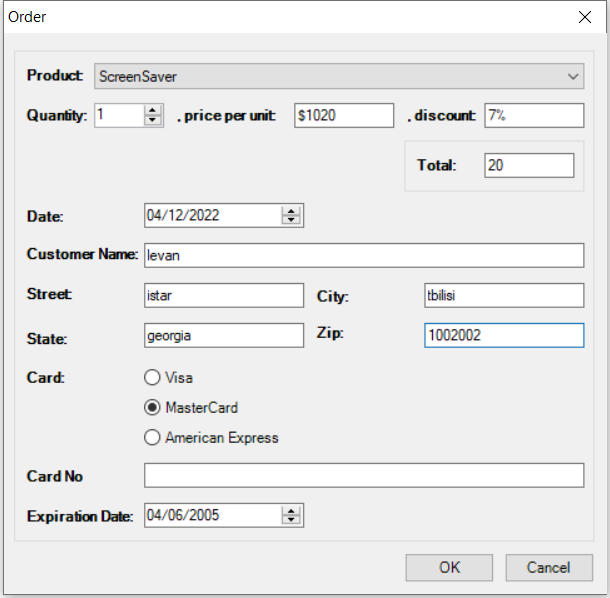 Order
Product: ScreenSaver
Quantity: 1 , price per unit: $1020 , discount: 7%
Total: 20
Date: 04/12/2022
Customer Name: levan
Street: istar City: tbilisi
State: georgia Zip: 1002002
Card: Visa
MasterCard
American Express
Card No
Expiration Date: 04/06/2005
OK Cancel